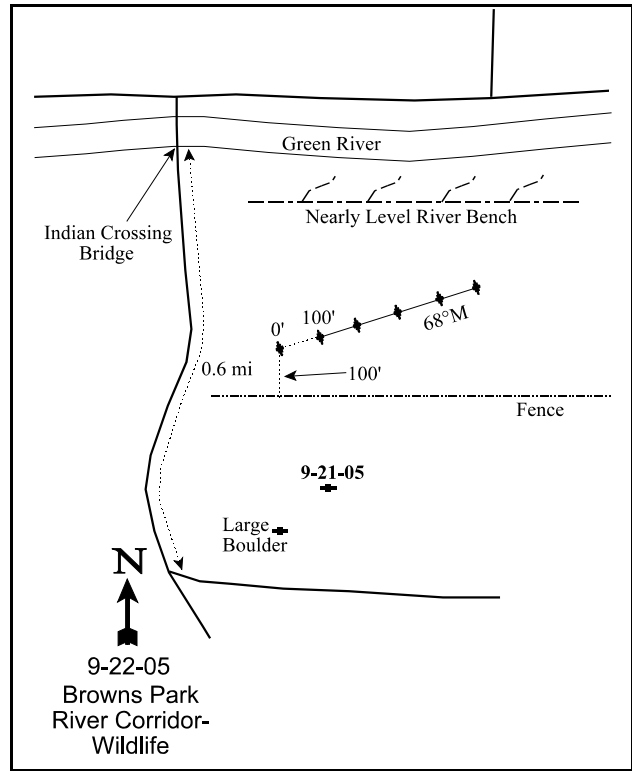 Green River
Nearly Level River Bench
Indian Crossing
Bridge
0'
100'
68°M
0.6 mi
100'
Fence
9-21-05
Large
Boulder
N
9-22-05
Browns Park
River Corridor-
Wildlife